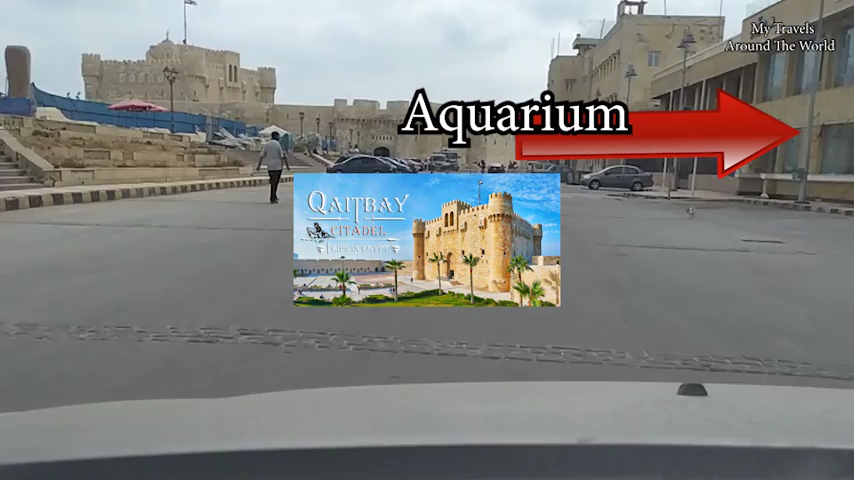 My Travels
Around The World
Aquarium
QAITBAY
CITADEL